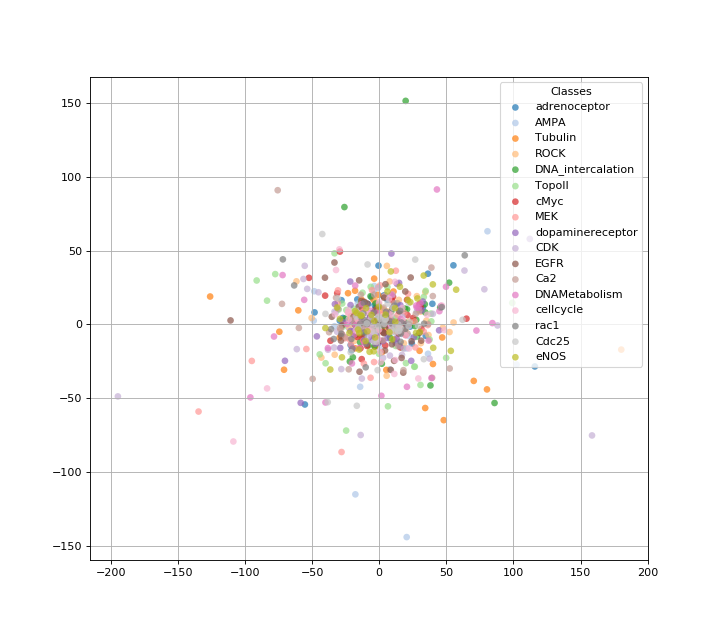 Classes
adrenoceptor
AMPA
Tubulin
ROCK
DNA_intercalation
TopoII
cMyc
MEK
dopaminereceptor
CDK
EGFR
Ca2
DNAMetabolism
cellcycle
rac1
Cdc25
eNOS
150
100
50
0
−50
−100
−150
−200 −150 −100 −50 0 50 100 150 200